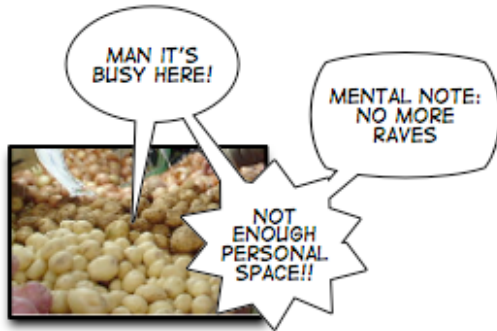 MAN IT'S
BUSY HERE!
MENTAL NOTE:
NO MORE
RAVES
NOT
ENOUGH
PERSONAL
SPACE!!